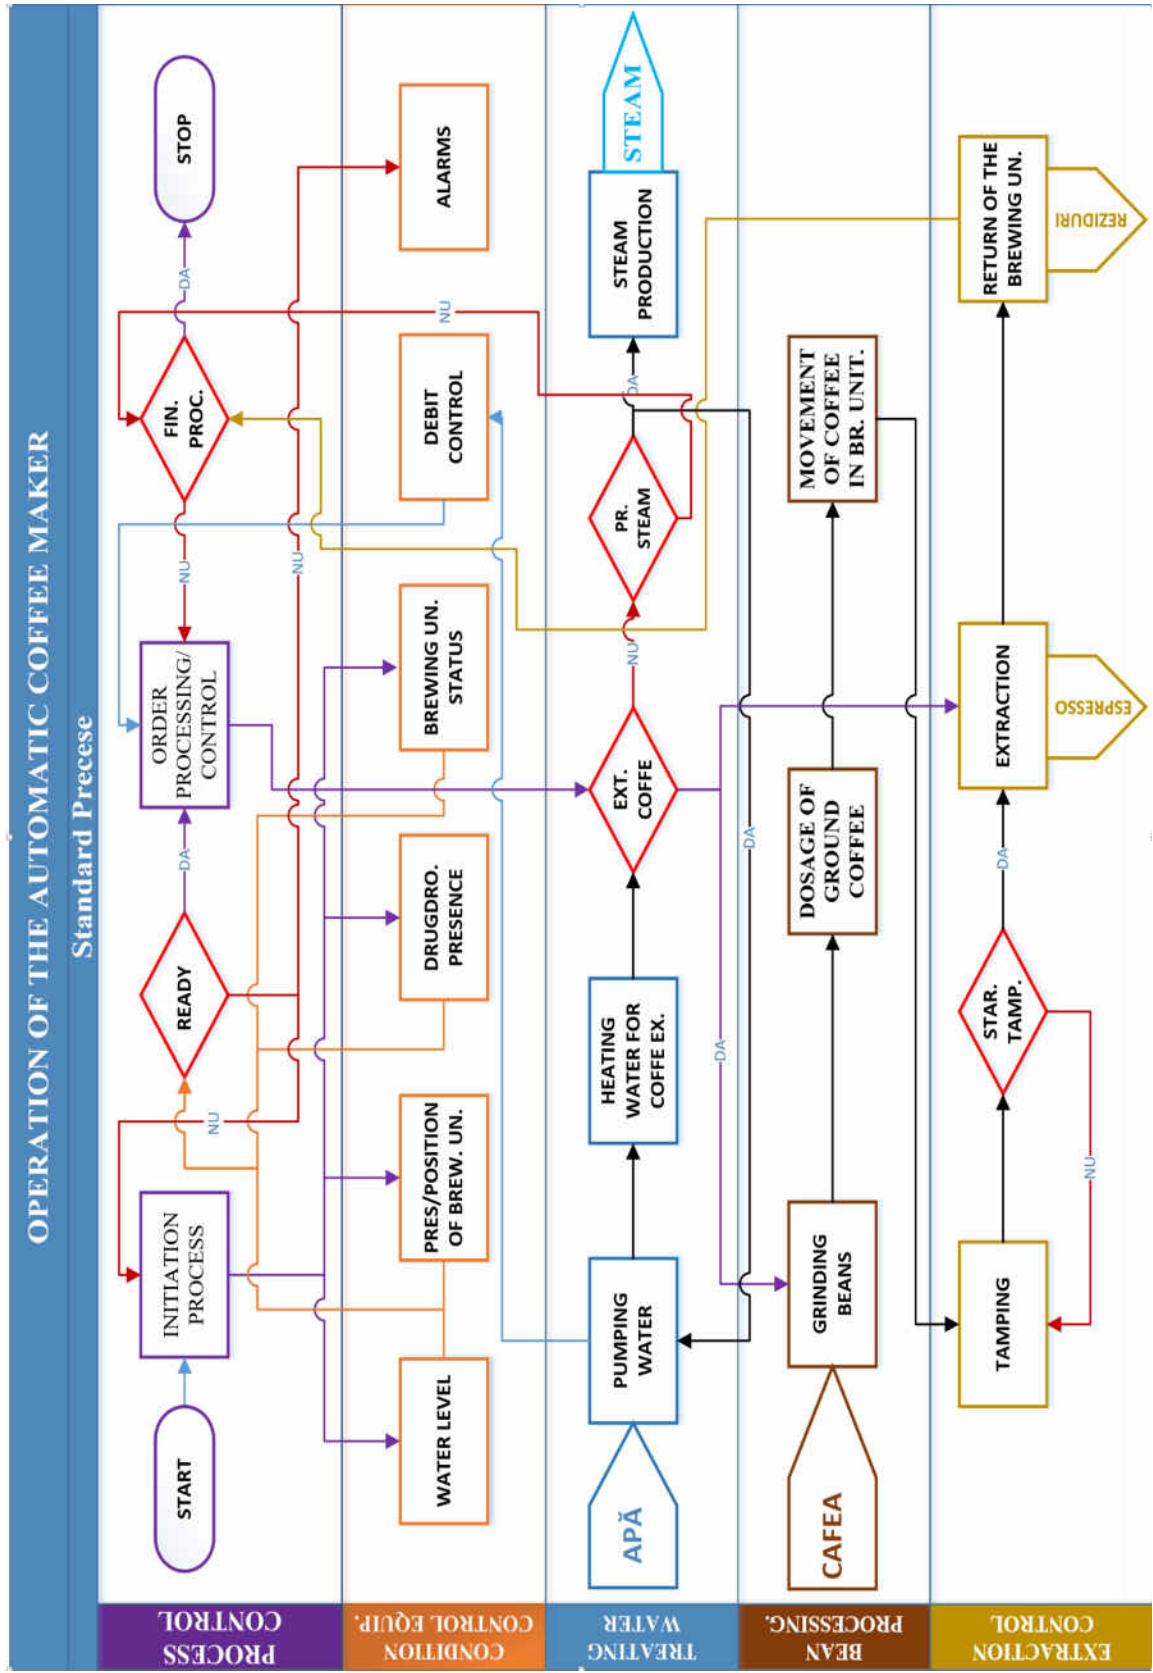 OPERATION OF THE AUTOMATIC COFFEE MAKER
Standard Precese
PROCESS
CONTROL
START
INITIATION
PROCESS
NU
READY
DA
ORDER
PROCESSING/
CONTROL
NU
NU
FIN.
PROC.
DA
STOP
CONDITION
CONTROL EQUIP.
WATER LEVEL
PRES/POSITION
OF BREW. UN.
DRUGDRO.
PRESENCE
BREWING UN.
STATUS
DEBIT
CONTROL
NU
ALARMS
TREATING
WATER
APĂ
PUMPING
WATER
HEATING
WATER FOR
COFFE EX.
EXT.
COFFE
NU
PR.
STEAM
DA
STEAM
PRODUCTION
STEAM
BEAN
PROCESSING.
CAFEA
GRINDING
BEANS
DA
DA
DOSAGE OF
GROUND
COFFEE
MOVEMENT
OF COFFEE
IN BR. UNIT.
EXTRACTION
CONTROL
TAMPING
NU
STAR.
TAMP.
DA
EXTRACTION
ESPRESSO
RETURN OF THE
BREWING UN.
REZIDURI